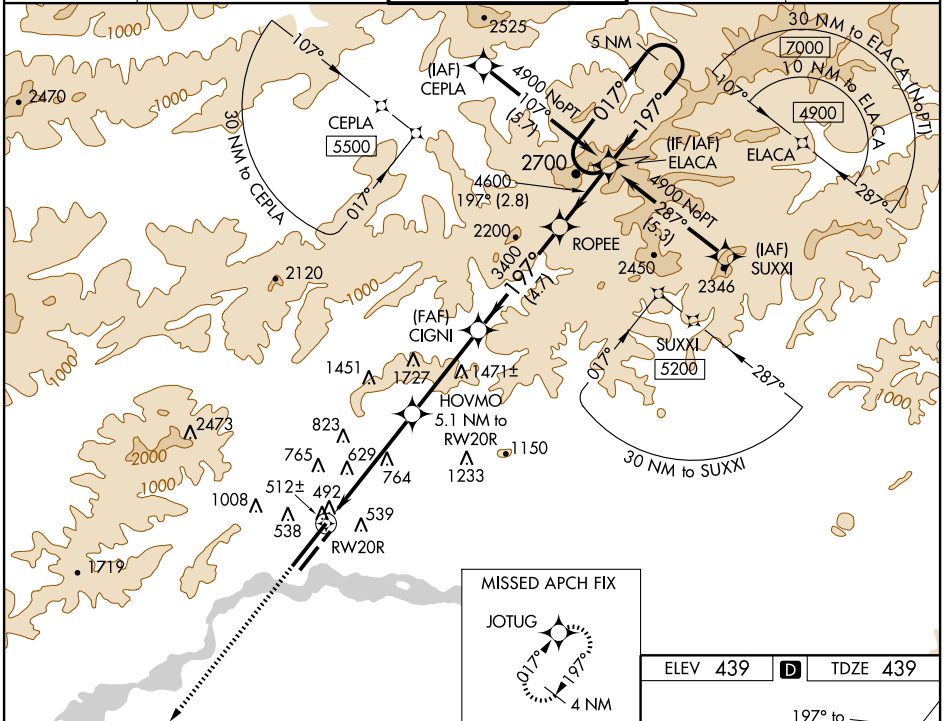 1000
2525
5 NM
30 NM to ELACA (NoPT)
7000
10 NM to ELACA
4900
107°
ELACA
287°
107°
(IAF)
CEPLA
4900 NoPT
107°
(5.7)
017°
197°
2470
1000
CEPLA
5500
30 NM to CEPLA
017°
(IF/IAF)
ELACA
2700
4600
197° (2.8)
4900 NoPT
287°
(5.3)
2200
ROPEE
3400
197°
(4.7)
2450
(IAF)
SUXXI
2346
2120
1000
1000
(FAF)
CIGNI
SUXXI
5200
017°
287°
30 NM to SUXXI
1000
1451
1727
1471±
HOVMO
5.1 NM to
RW20R
2473
2000
1000
823
765
629
764
1233
1150
512±
492
1008
538
539
RW20R
1719
MISSED APCH FIX
JOTUG
017°
197°
4 NM
ELEV 439 D TDZE 439
197° to